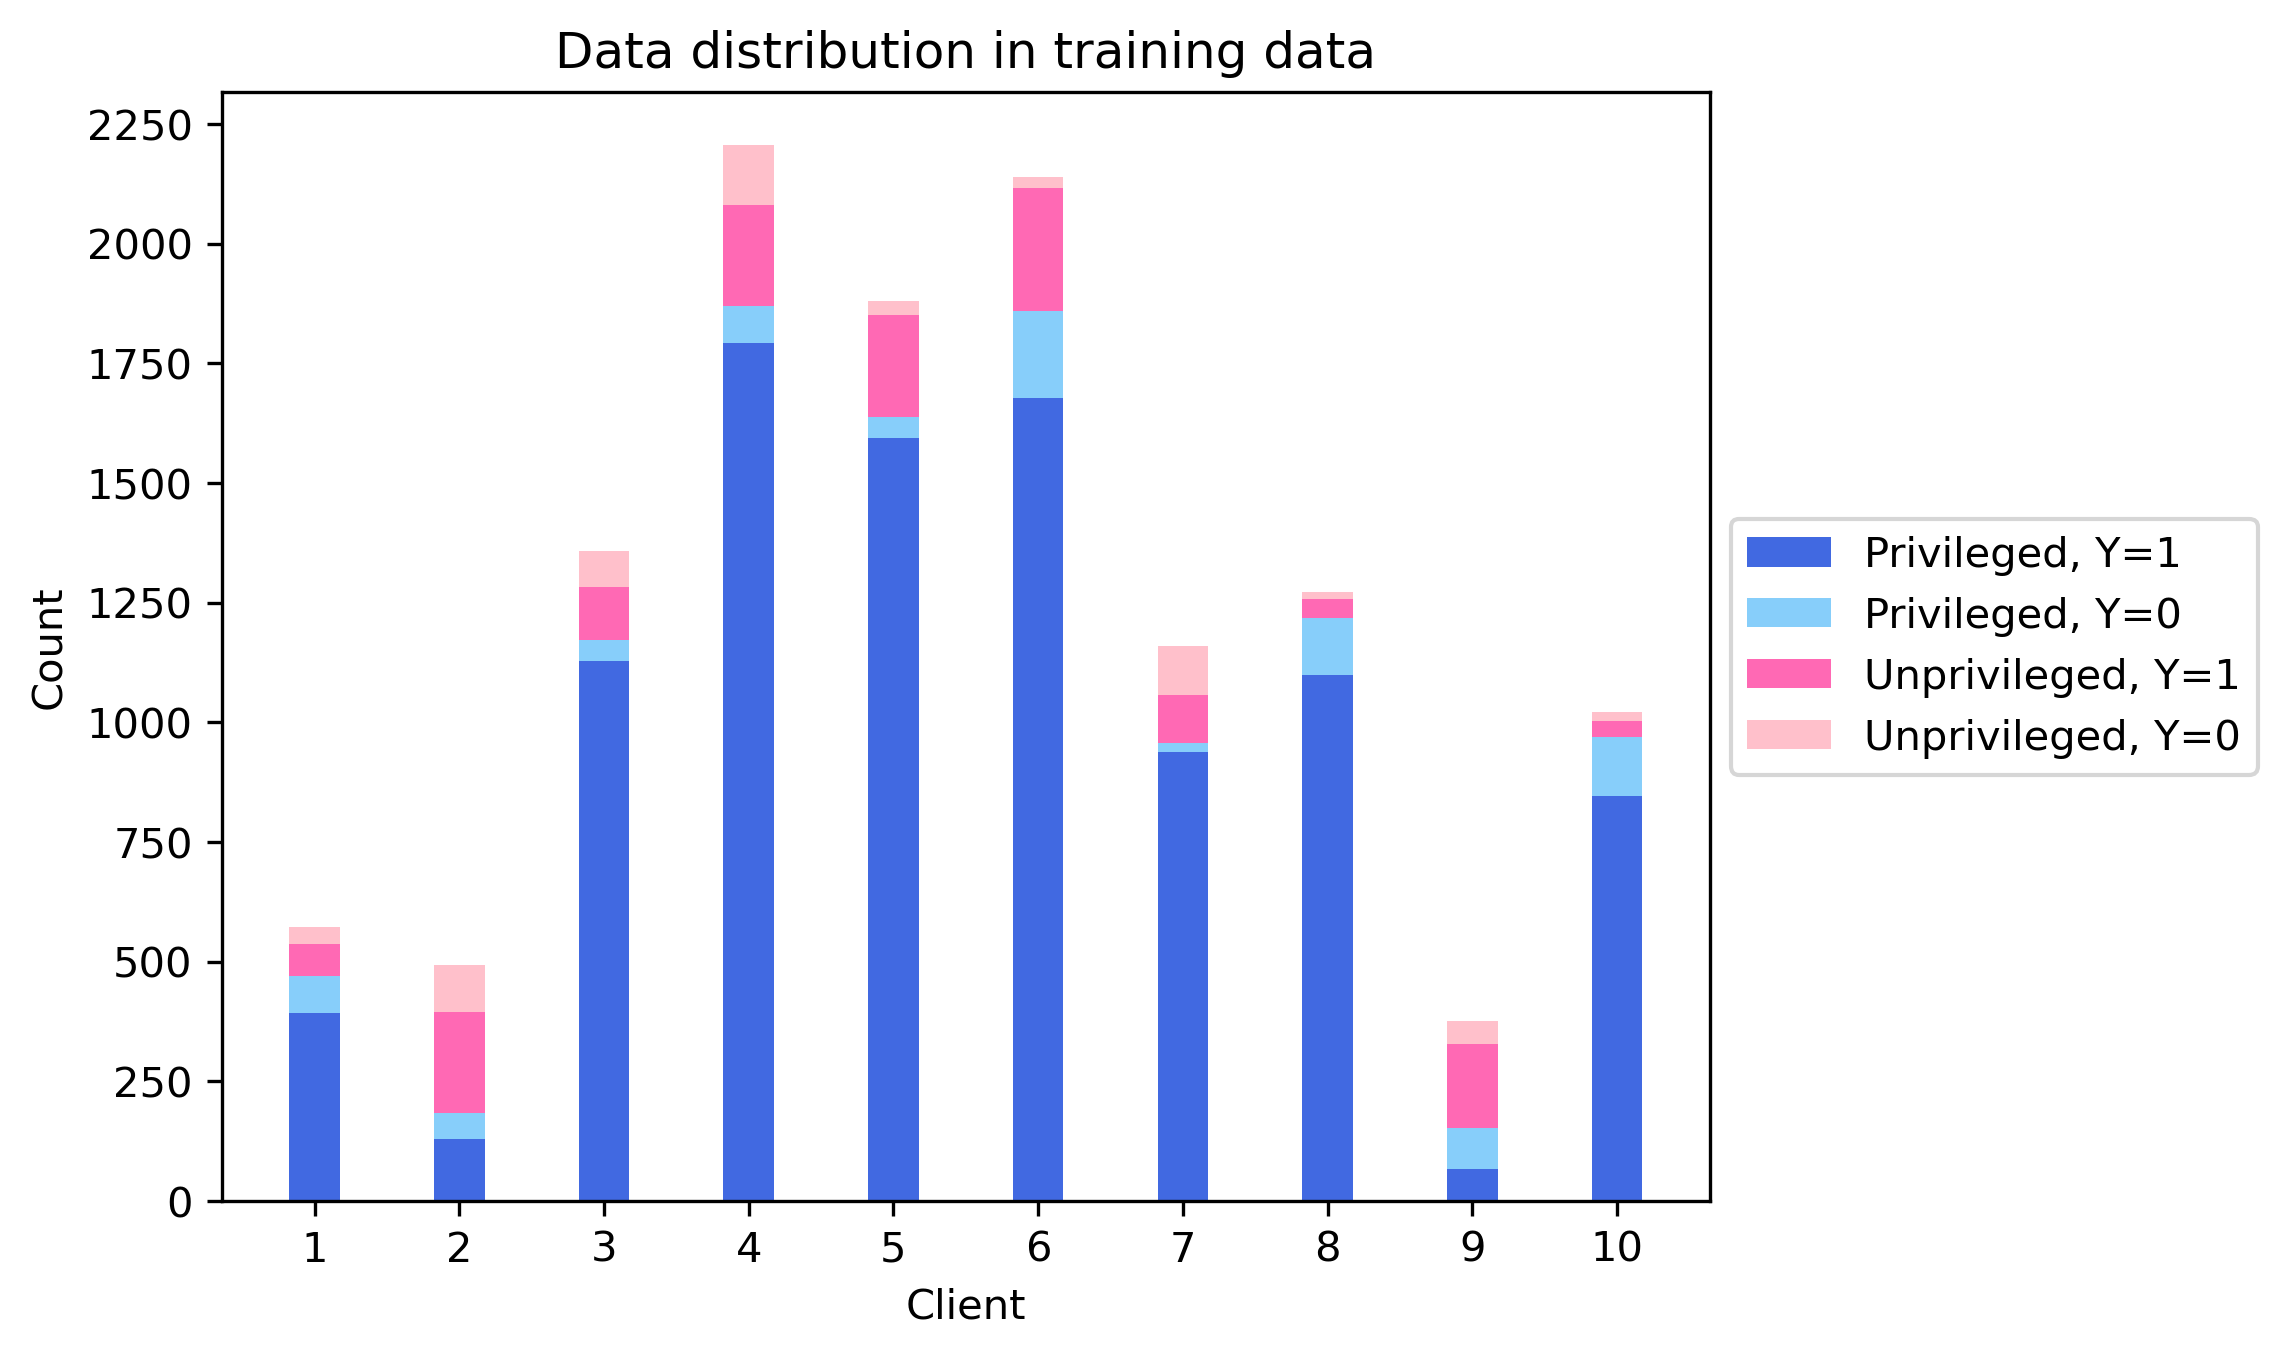 Data distribution in training data
2250
2000
1750
1500
1250
1000
750
500
250
0
Count
1 2 3 4 5 6 7 8 9 10
Client
Privileged, Y=1
Privileged, Y=0
Unprivileged, Y=1
Unprivileged, Y=0